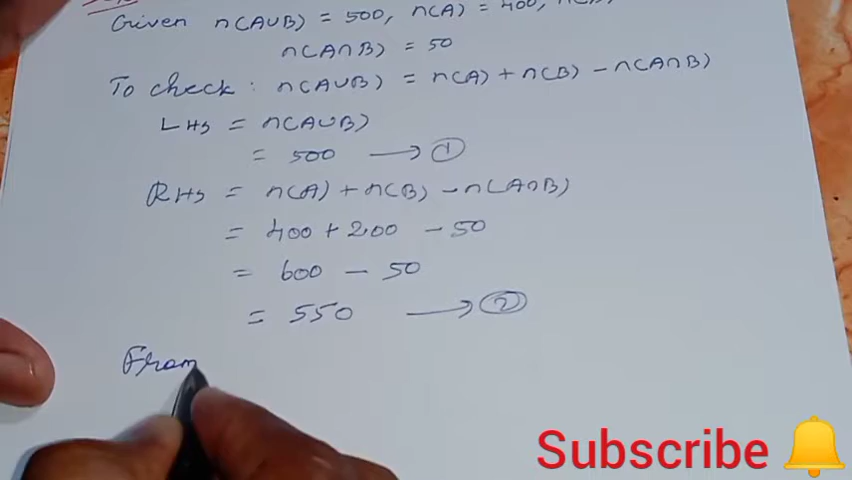 Given n(A∪B) = 500, n(A) = 400,
n(A∩B) = 50
To check : n(A∪B) = n(A) + n(B) - n(A∩B)
LHS = n(A∪B)
= 500 → ①
RHS = n(A) + n(B) - n(A∩B)
= 400 + 200 - 50
= 600 - 50
= 550 → ②
From
Subscribe